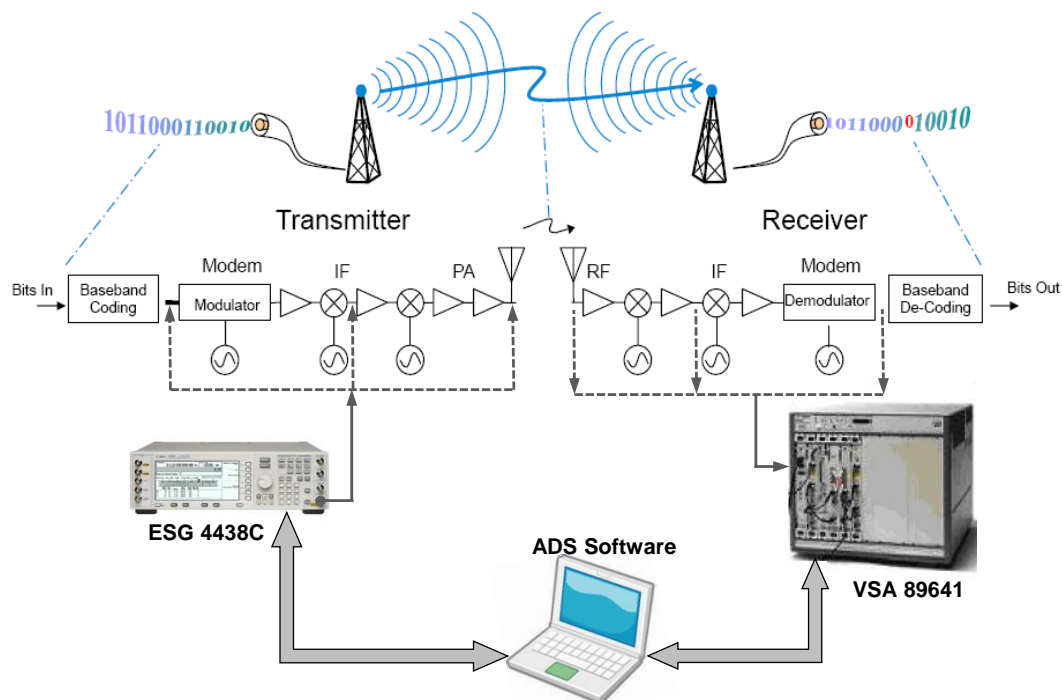 1011000110010
1011000010010
Transmitter
Receiver
Bits In
Baseband
Coding
Modem
Modulator
IF
PA
RF
IF
Modem
Demodulator
Baseband
De-Coding
Bits Out
ESG 4438C
ADS Software
VSA 89641